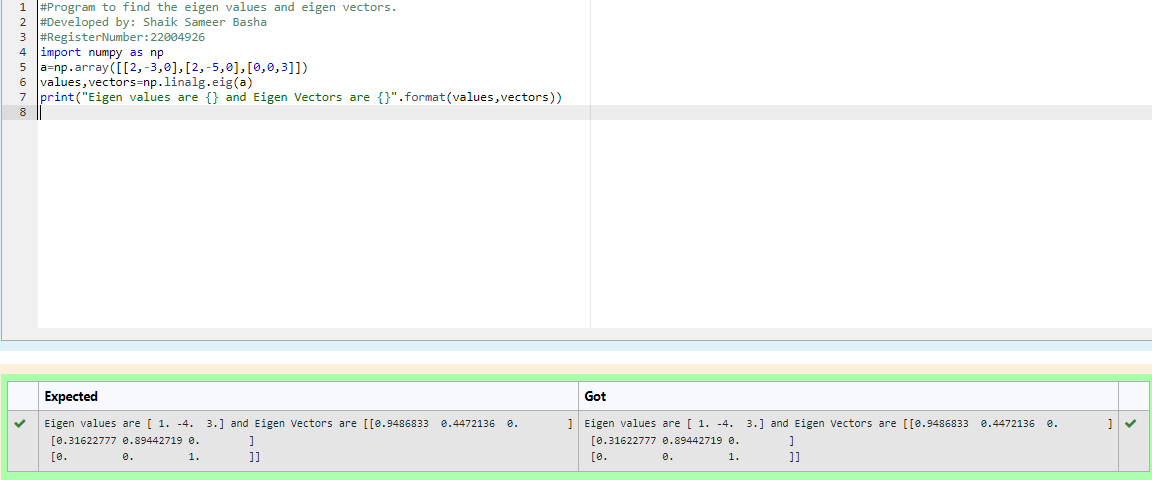 1 #Program to find the eigen values and eigen vectors.
2 #Developed by: Shaik Sameer Basha
3 #RegisterNumber:22004926
4 import numpy as np
5 a=np.array([[2,-3,0],[2,-5,0],[0,0,3]])
6 values,vectors=np.linalg.eig(a)
7 print("Eigen values are {} and Eigen Vectors are {}".format(values,vectors))
8
Expected Got
Eigen values are [ 1. -4.  3.] and Eigen Vectors are [[0.9486833  0.4472136  0.        ] Eigen values are [ 1. -4.  3.] and Eigen Vectors are [[0.9486833  0.4472136  0.        ]
[0.31622777 0.89442719 0.        ] [0.31622777 0.89442719 0.        ]
[0.         0.         1.        ]] [0.         0.         1.        ]]